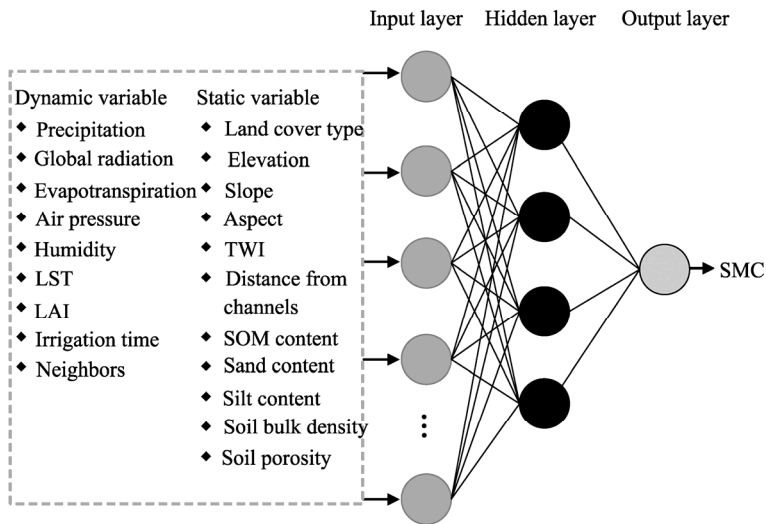 Input layer
Hidden layer
Output layer
Dynamic variable
◆ Precipitation
◆ Global radiation
◆ Evapotranspiration
◆ Air pressure
◆ Humidity
◆ LST
◆ LAI
◆ Irrigation time
◆ Neighbors
Static variable
◆ Land cover type
◆ Elevation
◆ Slope
◆ Aspect
◆ TWI
◆ Distance from
channels
◆ SOM content
◆ Sand content
◆ Silt content
◆ Soil bulk density
◆ Soil porosity
⋮
SMC